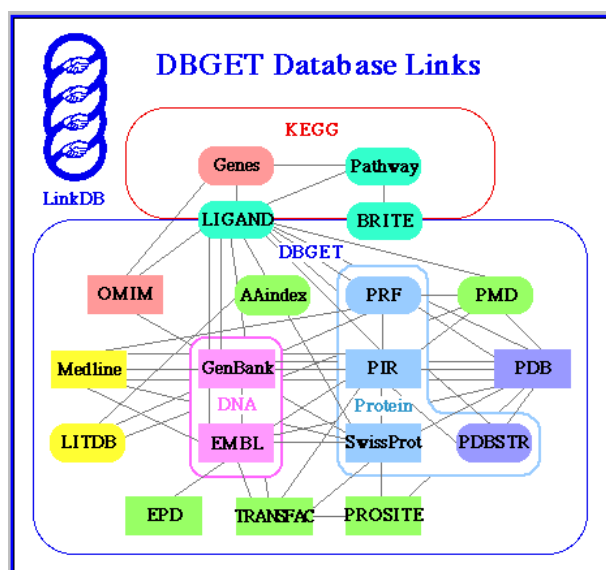 DBGET Database Links
LinkDB
KEGG
Genes
Pathway
LIGAND
BRITE
DBGET
OMIM
AAindex
PRF
PMD
Medline
GenBank
PIR
PDB
DNA
Protein
LITDB
EMBL
SwissProt
PDBSTR
EPD
TRANSFAC
PROSITE